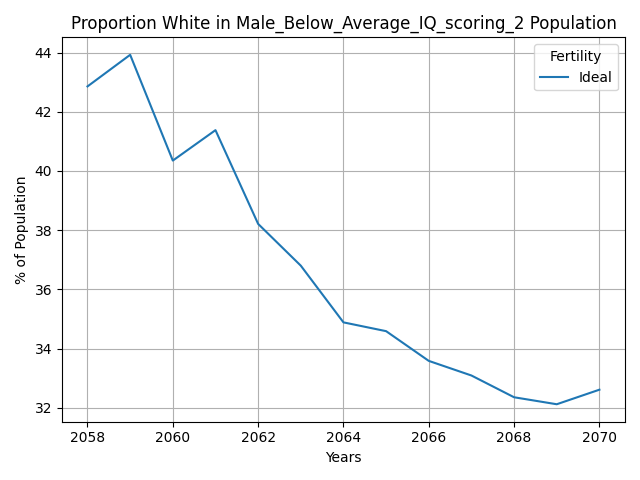 Proportion White in Male_Below_Average_IQ_scoring_2 Population
Fertility
Ideal
% of Population
44
42
40
38
36
34
32
2058 2060 2062 2064 2066 2068 2070
Years